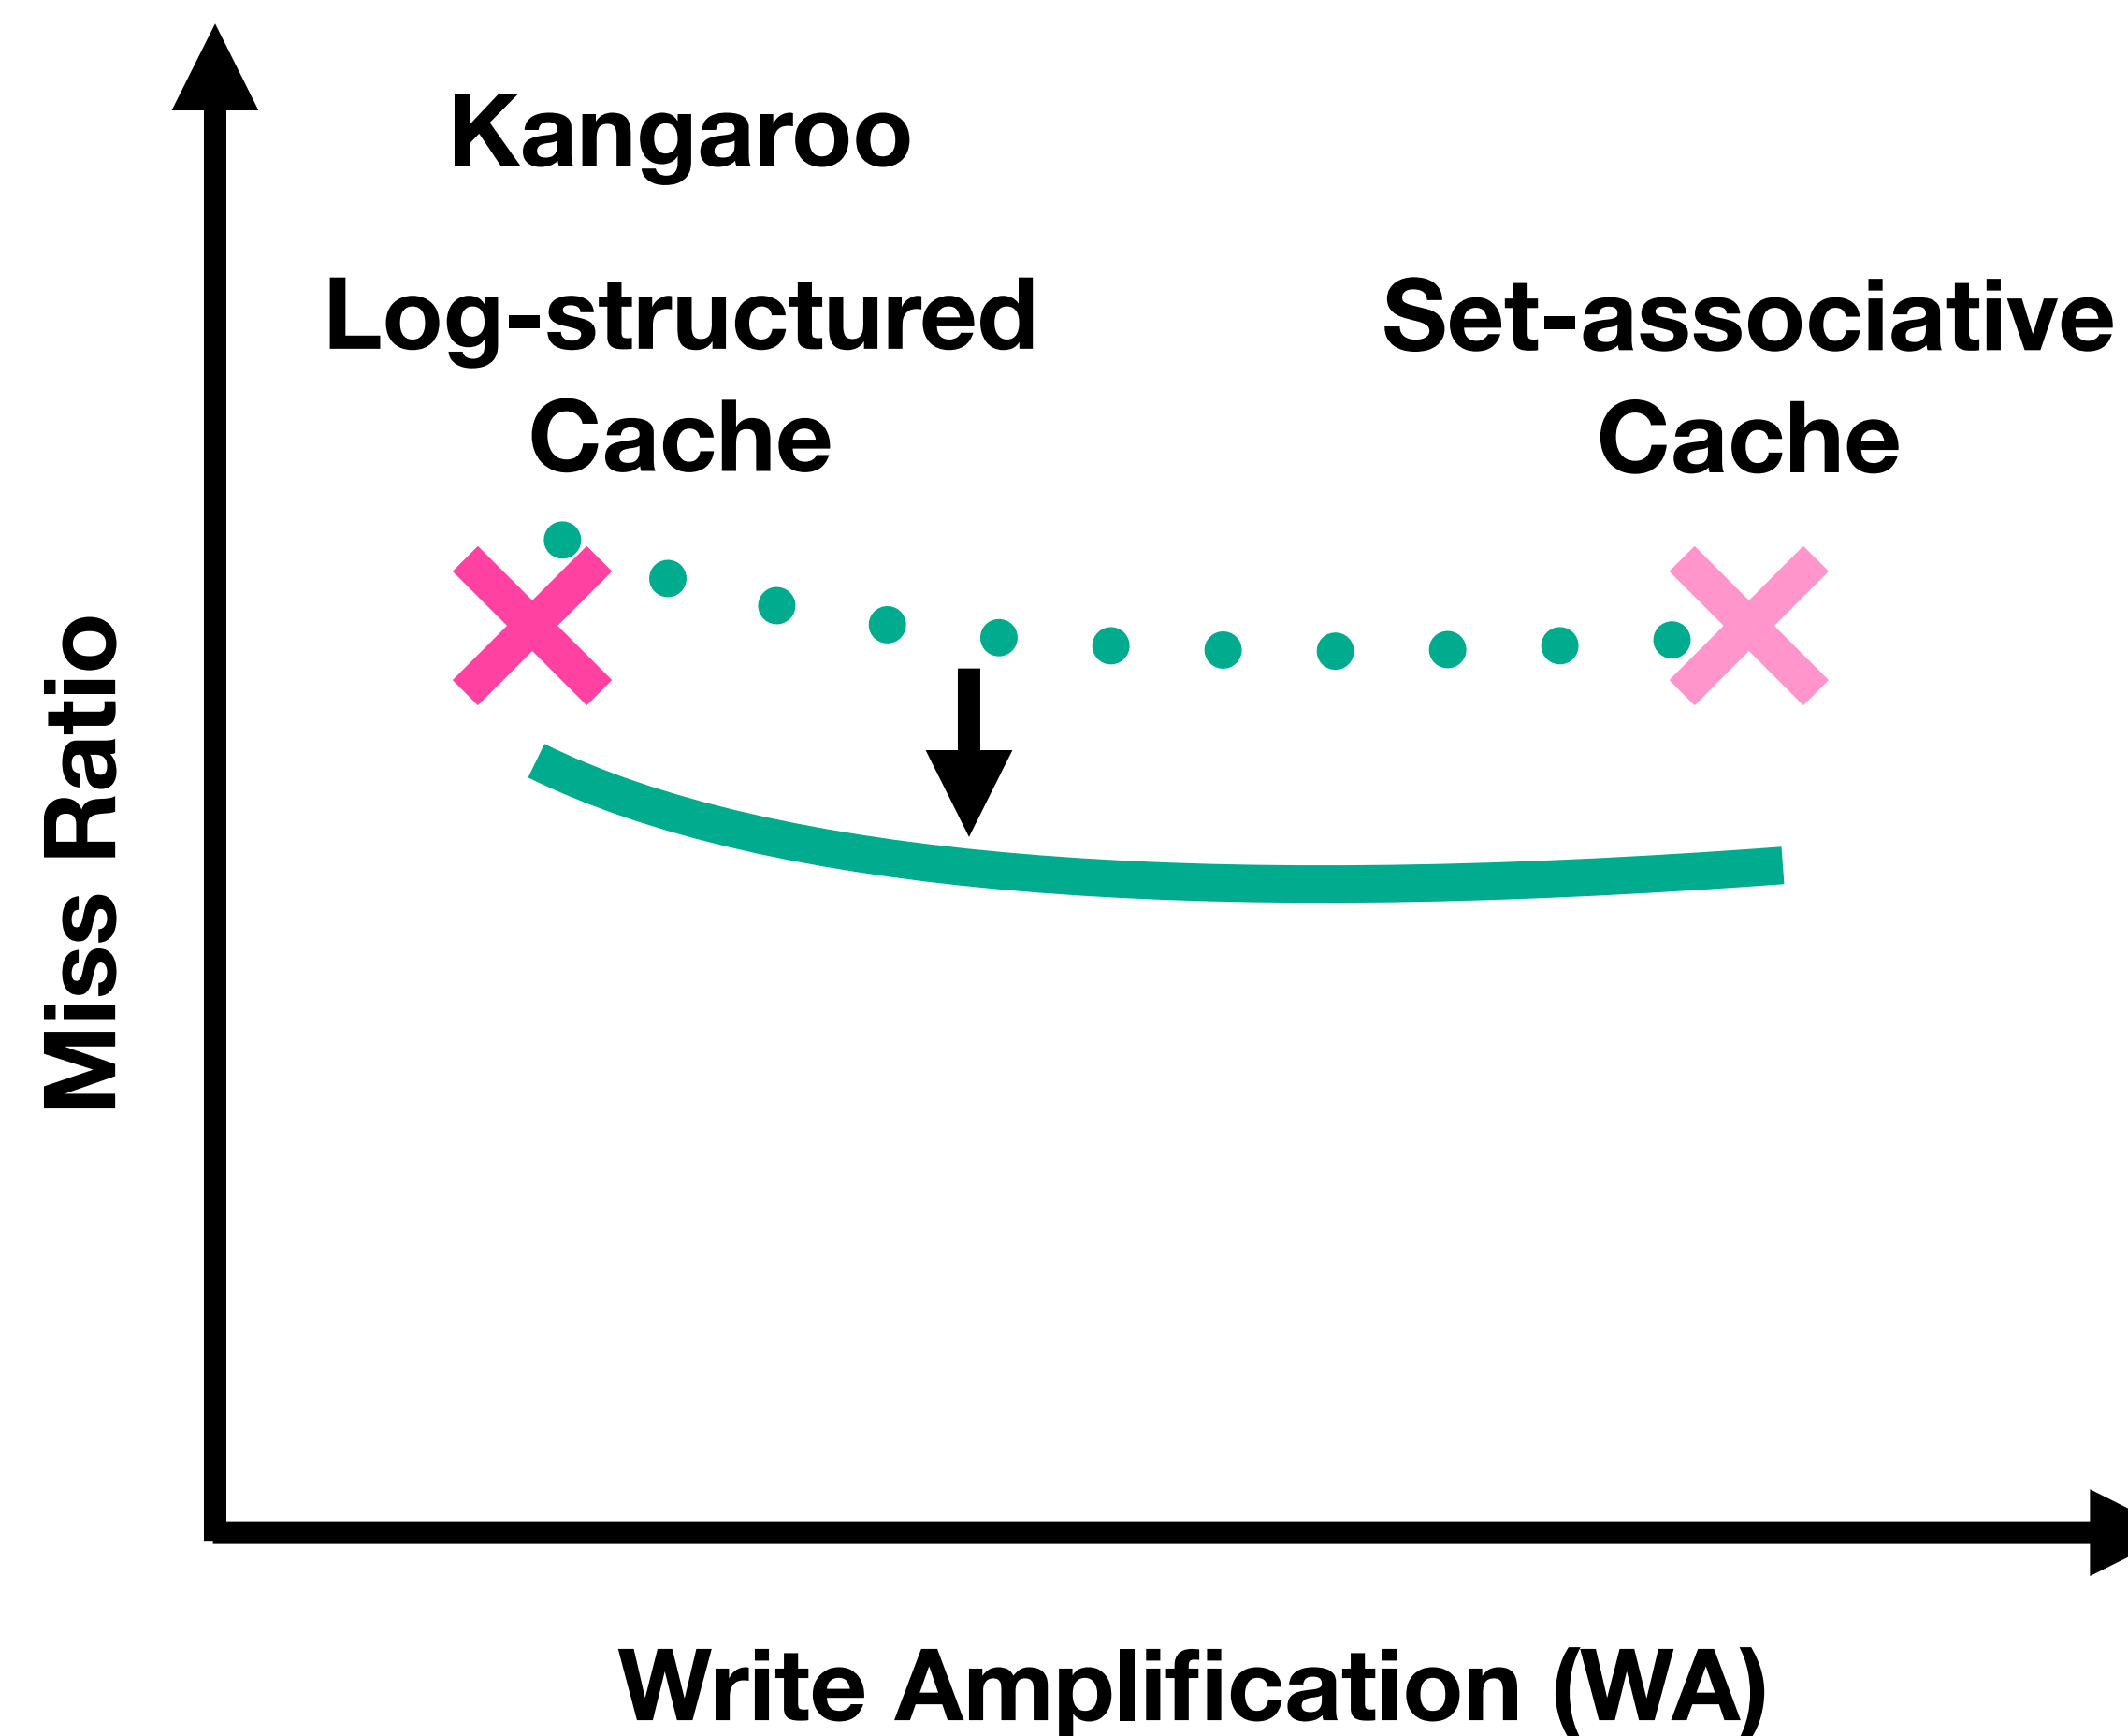 Kangaroo
Log-structured
Cache
Set-associative
Cache
Miss Ratio
Write Amplification (WA)